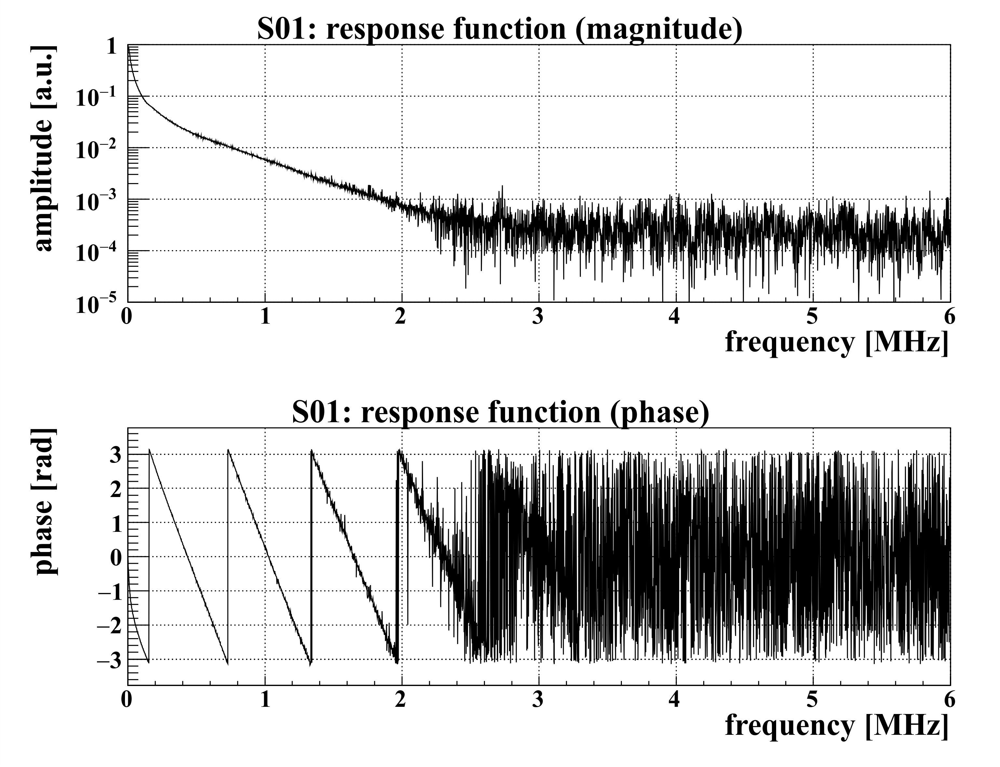 S01: response function (magnitude)
amplitude [a.u.]
1
10⁻¹
10⁻²
10⁻³
10⁻⁴
10⁻⁵
0 1 2 3 4 5 6
frequency [MHz]
S01: response function (phase)
phase [rad]
3
2
1
0
−1
−2
−3
0 1 2 3 4 5 6
frequency [MHz]